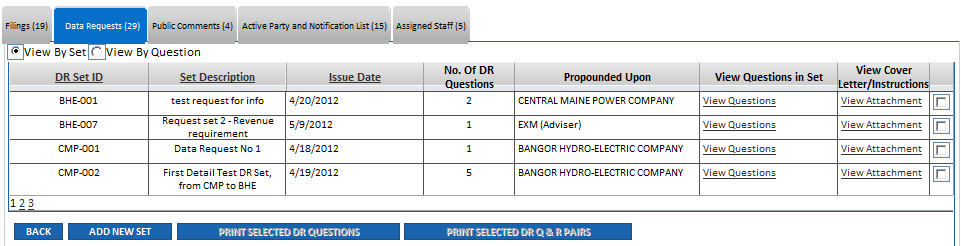 Filings (19) Data Requests (29) Public Comments (4) Active Party and Notification List (15) Assigned Staff (5)
View By Set View By Question
DR Set ID Set Description Issue Date No. Of DR Questions Propounded Upon View Questions in Set View Cover Letter/Instructions
BHE-001 test request for info 4/20/2012 2 CENTRAL MAINE POWER COMPANY View Questions View Attachment
BHE-007 Request set 2 - Revenue requirement 5/9/2012 1 EXM (Adviser) View Questions View Attachment
CMP-001 Data Request No 1 4/18/2012 1 BANGOR HYDRO-ELECTRIC COMPANY View Questions View Attachment
CMP-002 First Detail Test DR Set, from CMP to BHE 4/19/2012 5 BANGOR HYDRO-ELECTRIC COMPANY View Questions View Attachment
1 2 3
BACK ADD NEW SET PRINT SELECTED DR QUESTIONS PRINT SELECTED DR Q & R PAIRS